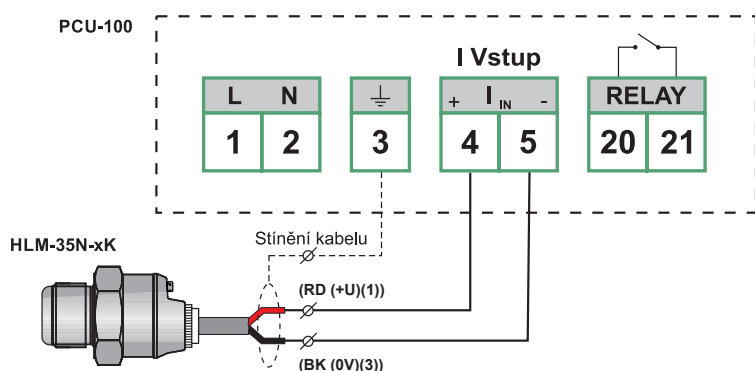 PCU-100
I Vstup
L N
+ I IN -
RELAY
1 2
3
4 5
20 21
Stínění kabelu
HLM-35N-xK
(RD (+U)(1))
(BK (0V)(3))